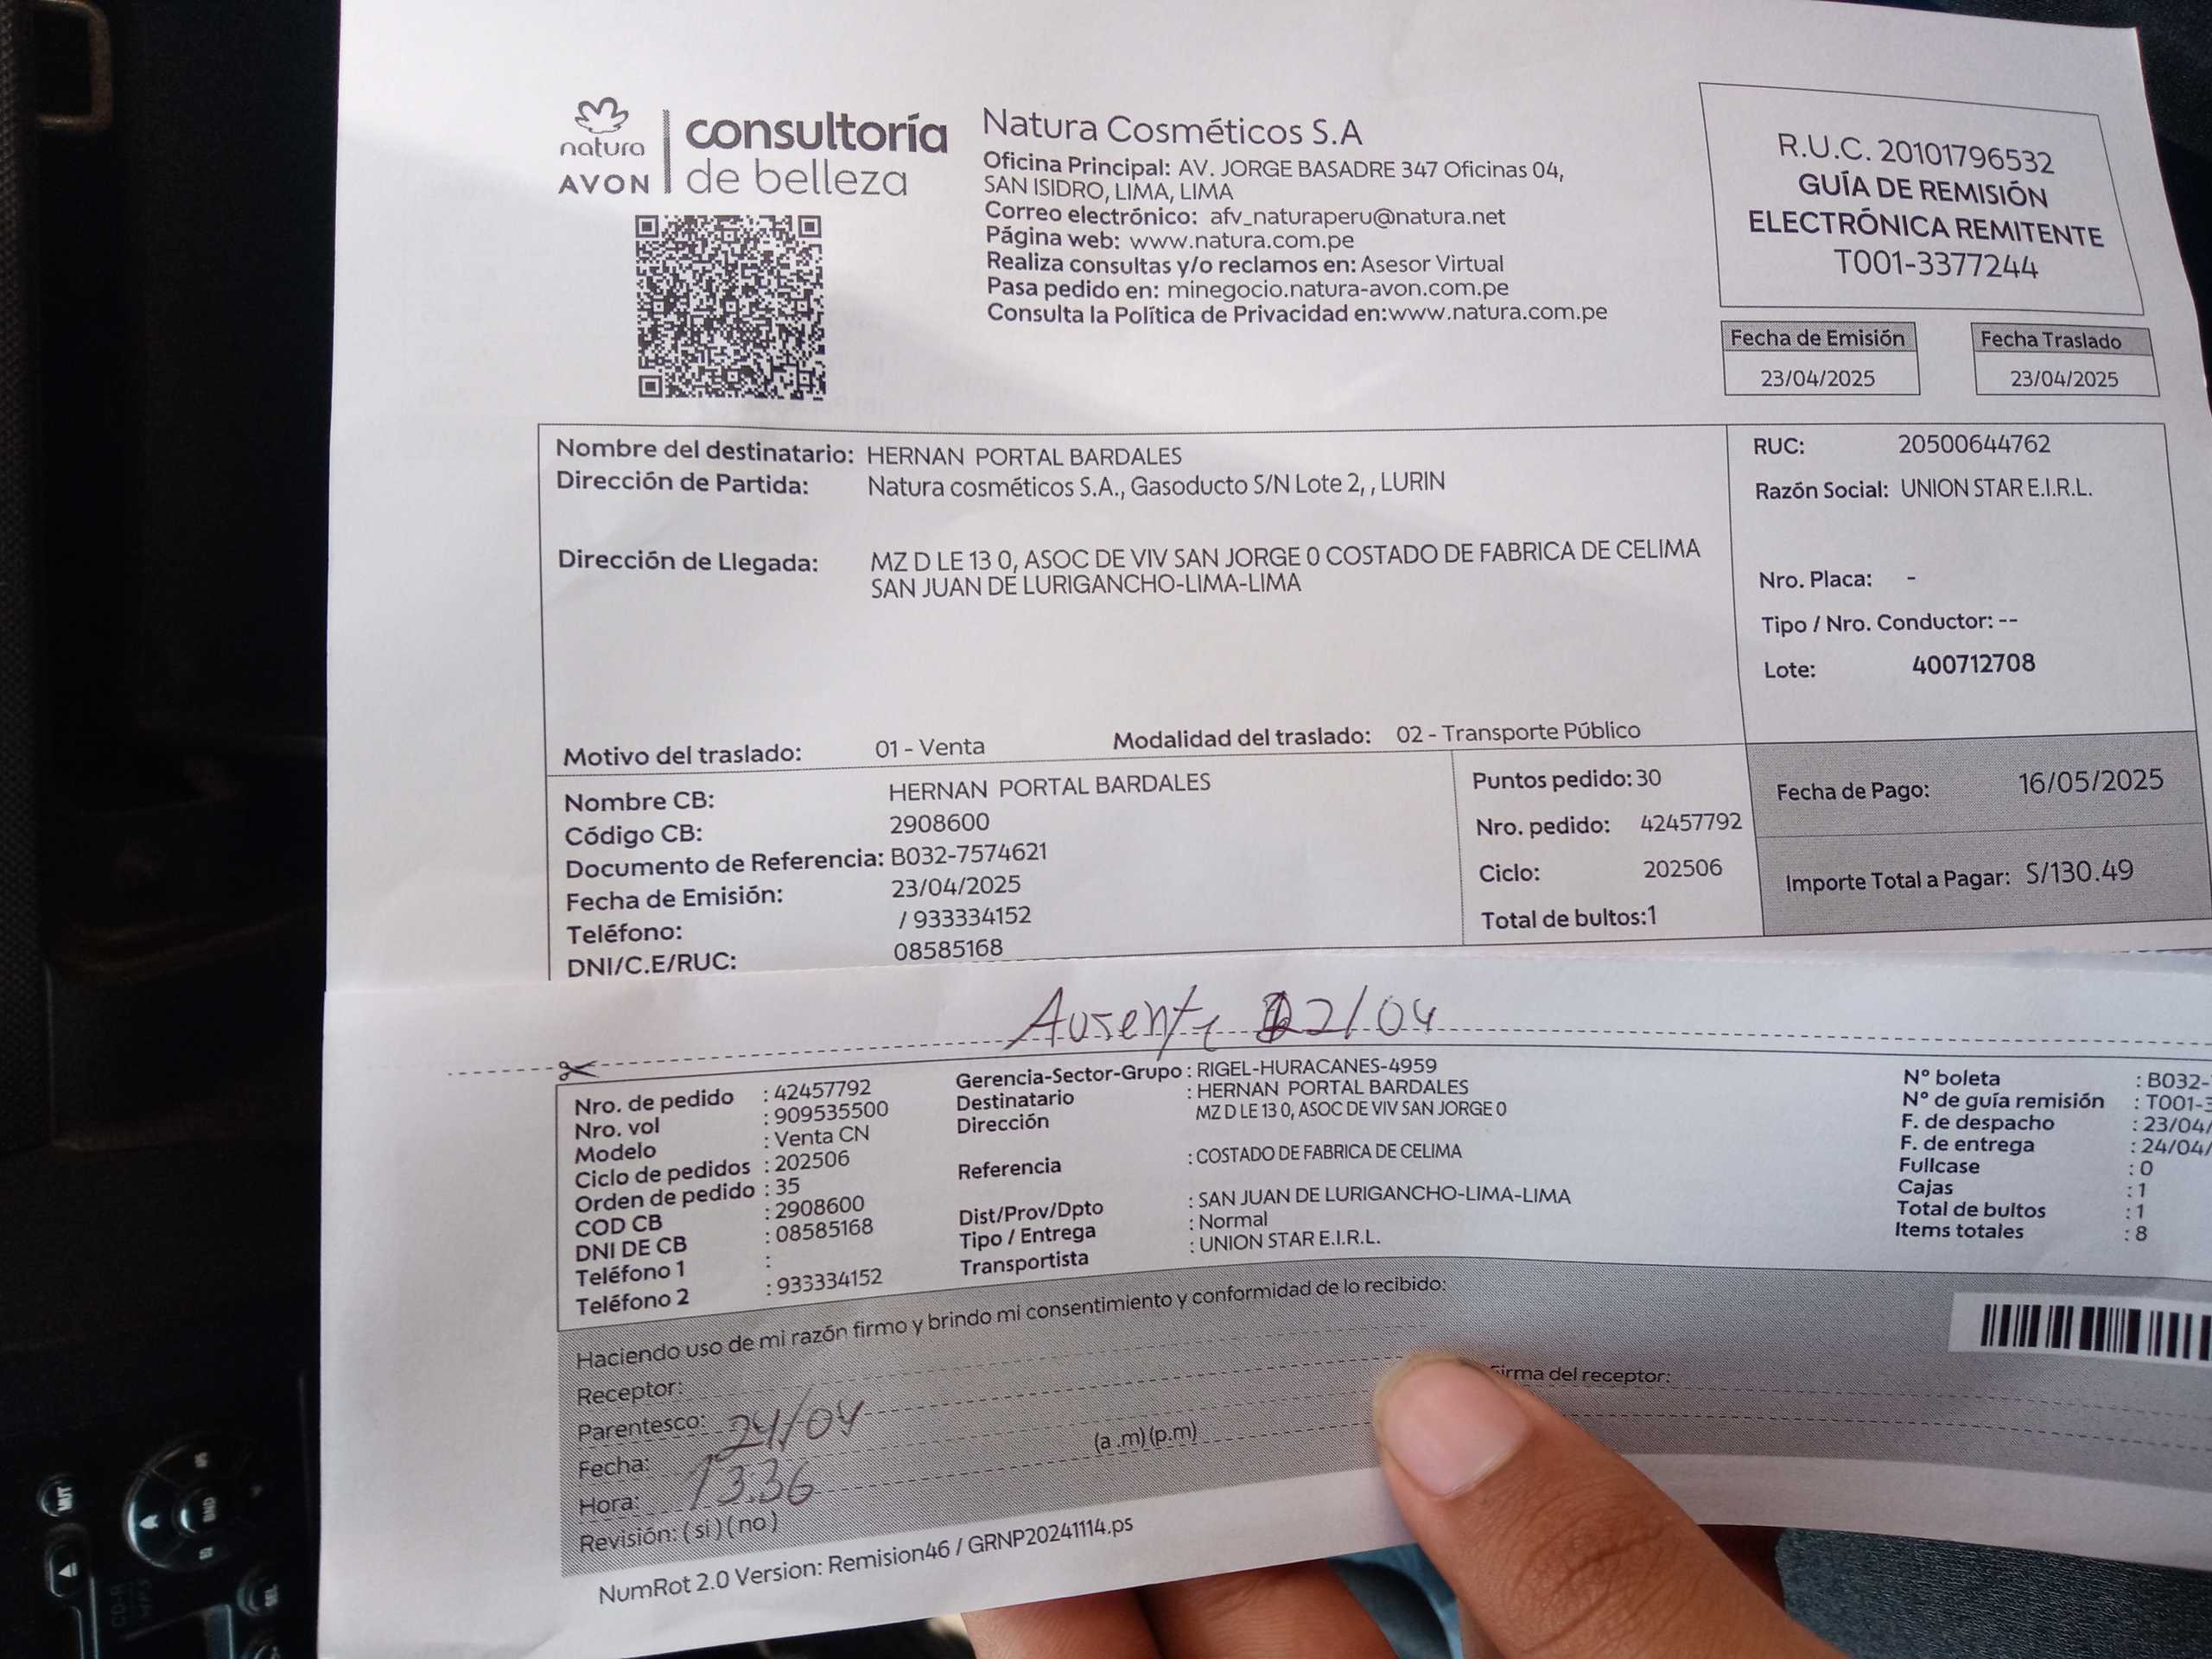 natura
AVON
consultoría
de belleza
Natura Cosméticos S.A
Oficina Principal: AV. JORGE BASADRE 347 Oficinas 04,
SAN ISIDRO, LIMA, LIMA
Correo electrónico: afv_naturaperu@natura.net
Página web: www.natura.com.pe
Realiza consultas y/o reclamos en: Asesor Virtual
Pasa pedido en: minegocio.natura-avon.com.pe
Consulta la Política de Privacidad en:www.natura.com.pe
R.U.C. 20101796532
GUÍA DE REMISIÓN
ELECTRÓNICA REMITENTE
T001-3377244
Fecha de Emisión
23/04/2025
Fecha Traslado
23/04/2025
Nombre del destinatario: HERNAN PORTAL BARDALES
Dirección de Partida: Natura cosméticos S.A., Gasoducto S/N Lote 2, , LURIN
Dirección de Llegada: MZ D LE 13 0, ASOC DE VIV SAN JORGE 0 COSTADO DE FABRICA DE CELIMA
SAN JUAN DE LURIGANCHO-LIMA-LIMA
Motivo del traslado: 01 - Venta Modalidad del traslado: 02 - Transporte Público
RUC: 20500644762
Razón Social: UNION STAR E.I.R.L.
Nro. Placa: -
Tipo / Nro. Conductor: --
Lote: 400712708
Nombre CB: HERNAN PORTAL BARDALES
Código CB: 2908600
Documento de Referencia: B032-7574621
Fecha de Emisión: 23/04/2025
Teléfono: / 933334152
DNI/C.E/RUC: 08585168
Puntos pedido: 30
Nro. pedido: 42457792
Ciclo: 202506
Total de bultos:1
Fecha de Pago: 16/05/2025
Importe Total a Pagar: S/130.49
Ausente 2/04
Nro. de pedido : 42457792
Nro. vol : 909535500
Modelo : Venta CN
Ciclo de pedidos : 202506
Orden de pedido : 35
COD CB : 2908600
DNI DE CB : 08585168
Teléfono 1 :
Teléfono 2 : 933334152
Gerencia-Sector-Grupo : RIGEL-HURACANES-4959
Destinatario : HERNAN PORTAL BARDALES
Dirección MZ D LE 13 0, ASOC DE VIV SAN JORGE 0
Referencia : COSTADO DE FABRICA DE CELIMA
Dist/Prov/Dpto : SAN JUAN DE LURIGANCHO-LIMA-LIMA
Tipo / Entrega : Normal
Transportista : UNION STAR E.I.R.L.
N° boleta : B032-
N° de guía remisión : T001-3
F. de despacho : 23/04/
F. de entrega : 24/04/
Fullcase : 0
Cajas : 1
Total de bultos : 1
Items totales : 8
Haciendo uso de mi razón firmo y brindo mi consentimiento y conformidad de lo recibido:
Receptor:
Parentesco:
Fecha: 24/04
Hora: 13:36 (a .m) (p.m)
Revisión: ( si ) ( no )
firma del receptor:
NumRot 2.0 Version: Remision46 / GRNP20241114.ps
MUT
BND
SEL
CD-R